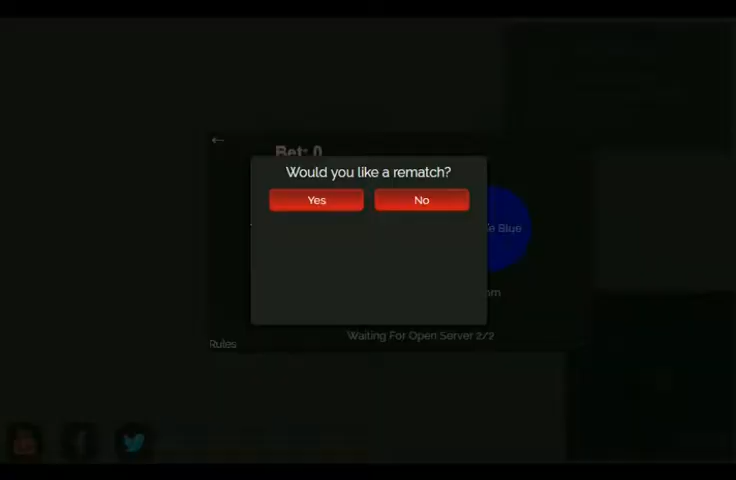 ←
Bet: 0
Would you like a rematch?
Yes No
Blue
Waiting For Open Server 2/2
Rules